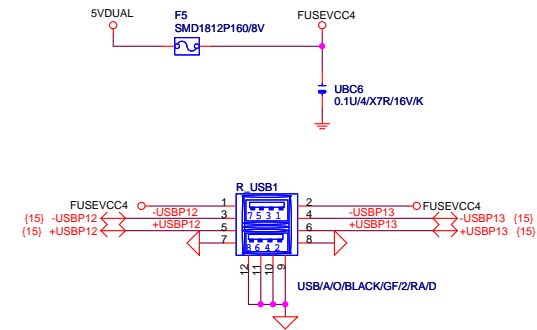 5VDUAL
F5
SMD1812P160/8V
FUSEVCC4
UBC6
0.1U/4/X7R/16V/K
R_USB1
FUSEVCC4
1
2
FUSEVCC4
{15} -USBP12
-USBP12
3
7 5 3 1
4
-USBP13
-USBP13 {15}
{15} +USBP12
+USBP12
5
6
+USBP13
+USBP13 {15}
7
8 6 4 2
8
12
11
10
9
USB/A/O/BLACK/GF/2/RA/D